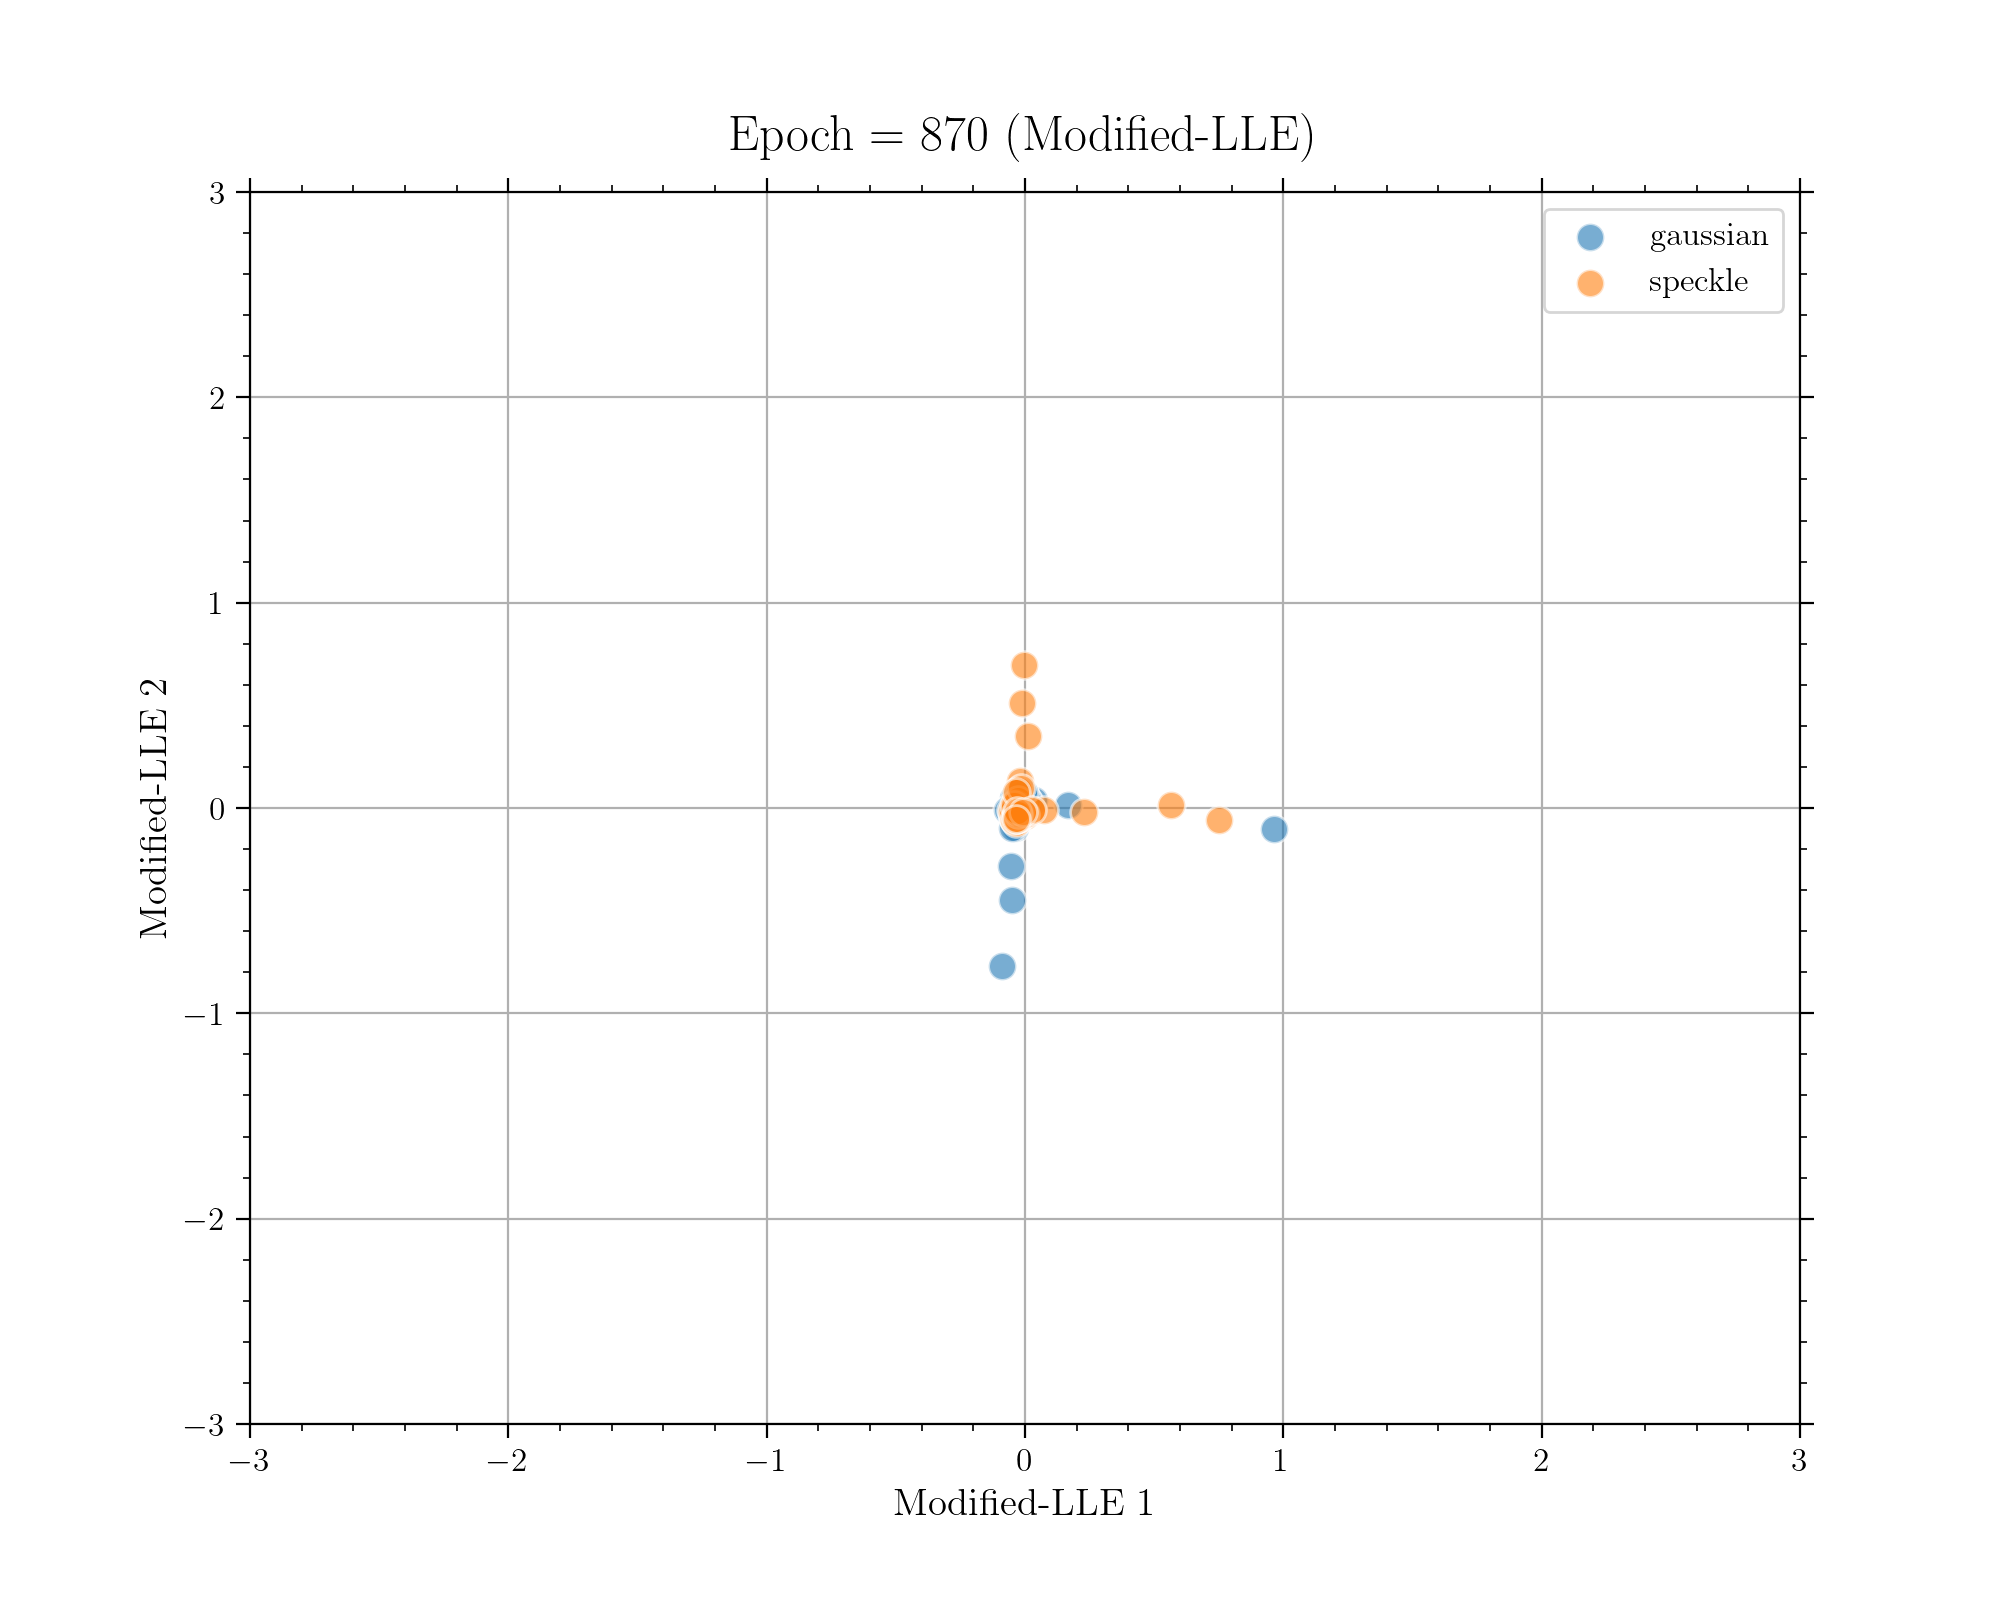 Epoch = 870 (Modified-LLE)
gaussian
speckle
3
2
1
0
−1
−2
−3
Modified-LLE 2
−3
−2
−1
0
1
2
3
Modified-LLE 1